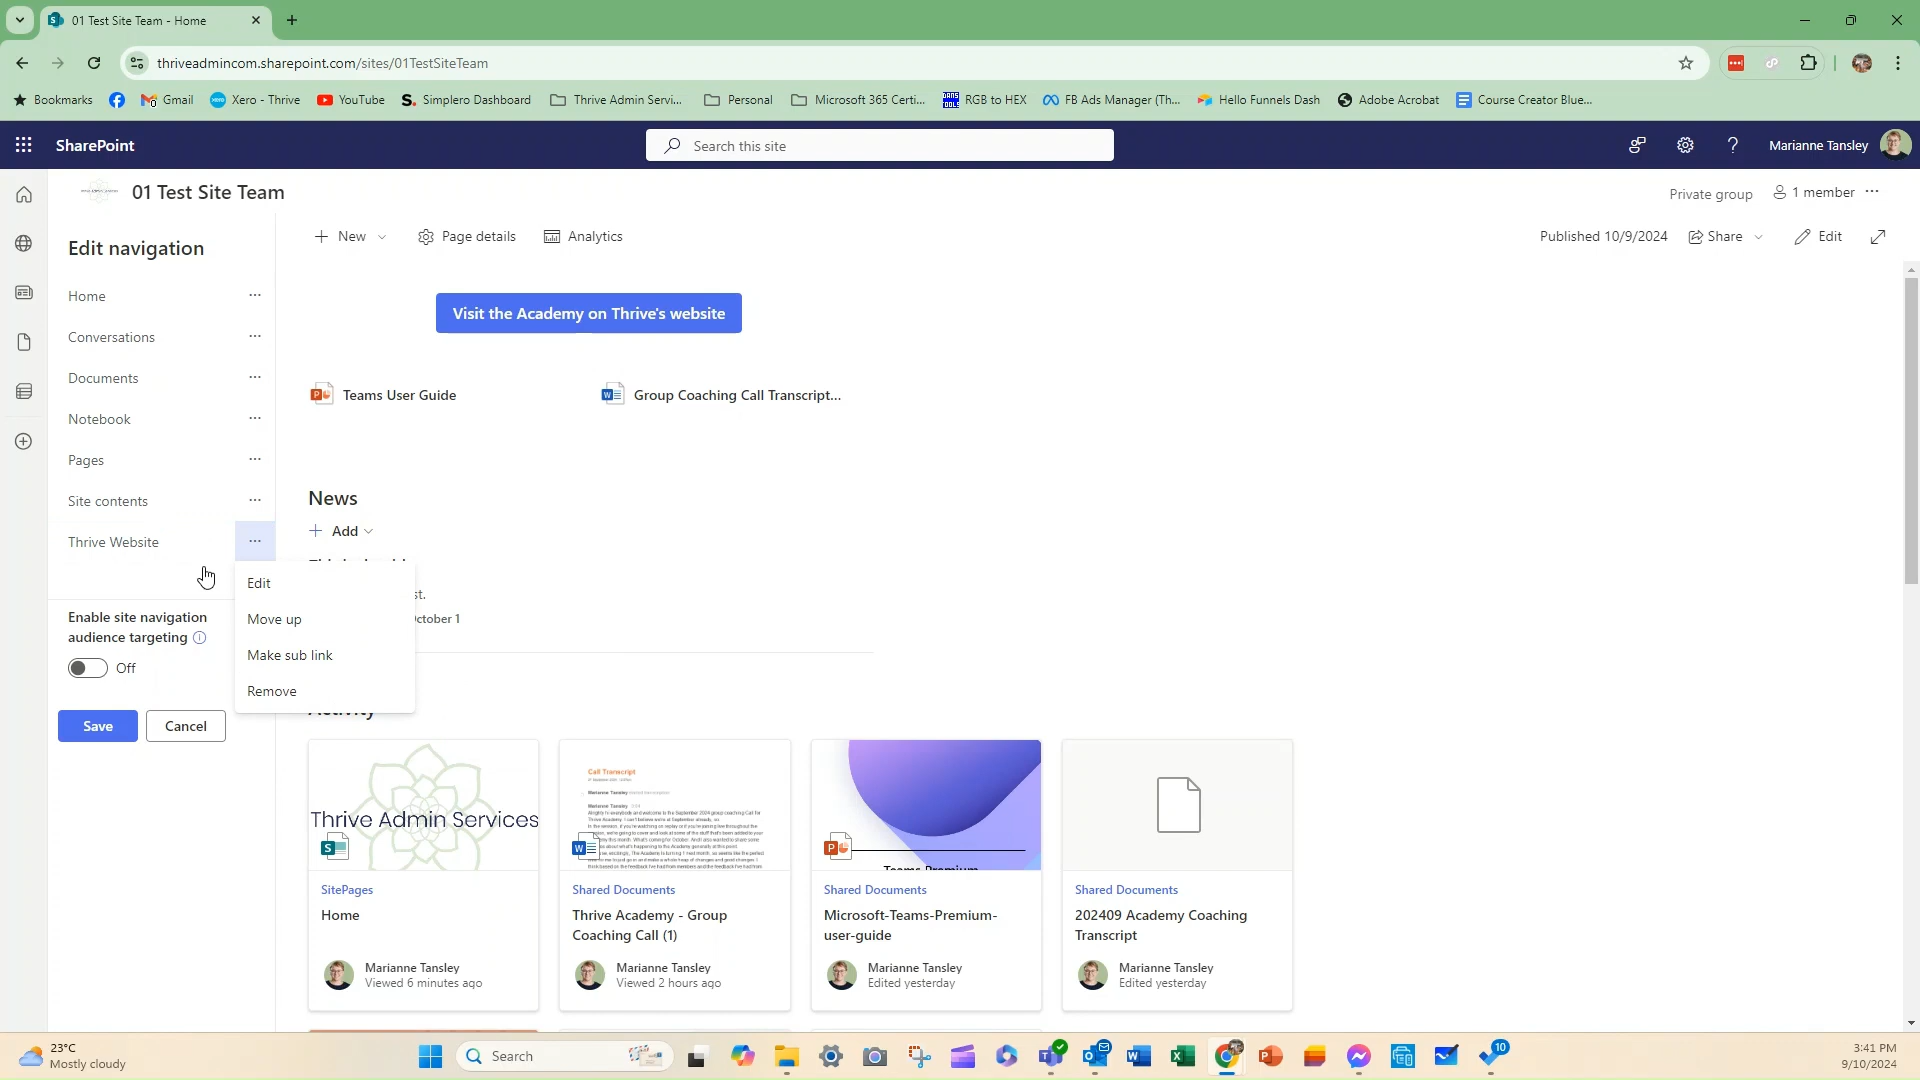 01 Test Site Team - Home
thriveadmincom.sharepoint.com/sites/01TestSiteTeam
Bookmarks
Gmail
Xero - Thrive
YouTube
Simplero Dashboard
Thrive Admin Servi...
Personal
Microsoft 365 Certi...
RGB to HEX
FB Ads Manager (Th...
Hello Funnels Dash
Adobe Acrobat
Course Creator Blue...
SharePoint
Search this site
Marianne Tansley
01 Test Site Team
Private group
1 member
Edit navigation
New
Page details
Analytics
Published 10/9/2024
Share
Edit
Home
Conversations
Documents
Notebook
Pages
Site contents
Thrive Website
Visit the Academy on Thrive's website
Teams User Guide
Group Coaching Call Transcript...
News
Add
st.
October 1
Edit
Move up
Make sub link
Remove
Enable site navigation
audience targeting
Off
Save
Cancel
Activity
Thrive Admin Services
SitePages
Home
Marianne Tansley
Viewed 6 minutes ago
Call Transcript
Shared Documents
Thrive Academy - Group
Coaching Call (1)
Marianne Tansley
Viewed 2 hours ago
Teams Premium
Shared Documents
Microsoft-Teams-Premium-
user-guide
Marianne Tansley
Edited yesterday
Shared Documents
202409 Academy Coaching
Transcript
Marianne Tansley
Edited yesterday
23°C
Mostly cloudy
Search
10
3:41 PM
9/10/2024